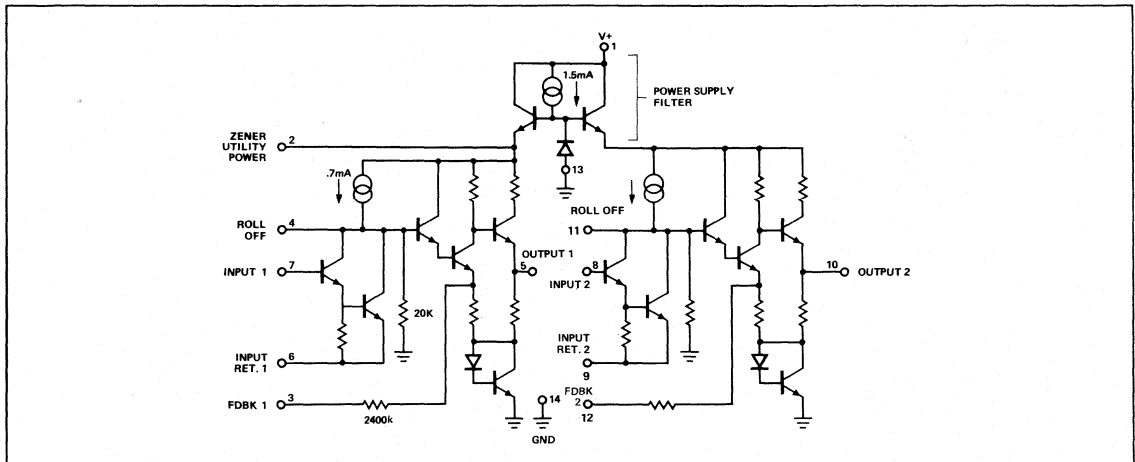 V+
1
1.5mA
POWER SUPPLY
FILTER
ZENER
UTILITY
POWER
2
13
.7mA
ROLL
OFF
4
ROLL OFF
11
OUTPUT 1
5
INPUT 1
7
INPUT 2
8
10
OUTPUT 2
20K
INPUT
RET. 1
6
INPUT
RET. 2
9
FDBK 1
3
2400k
14
GND
FDBK
2
12